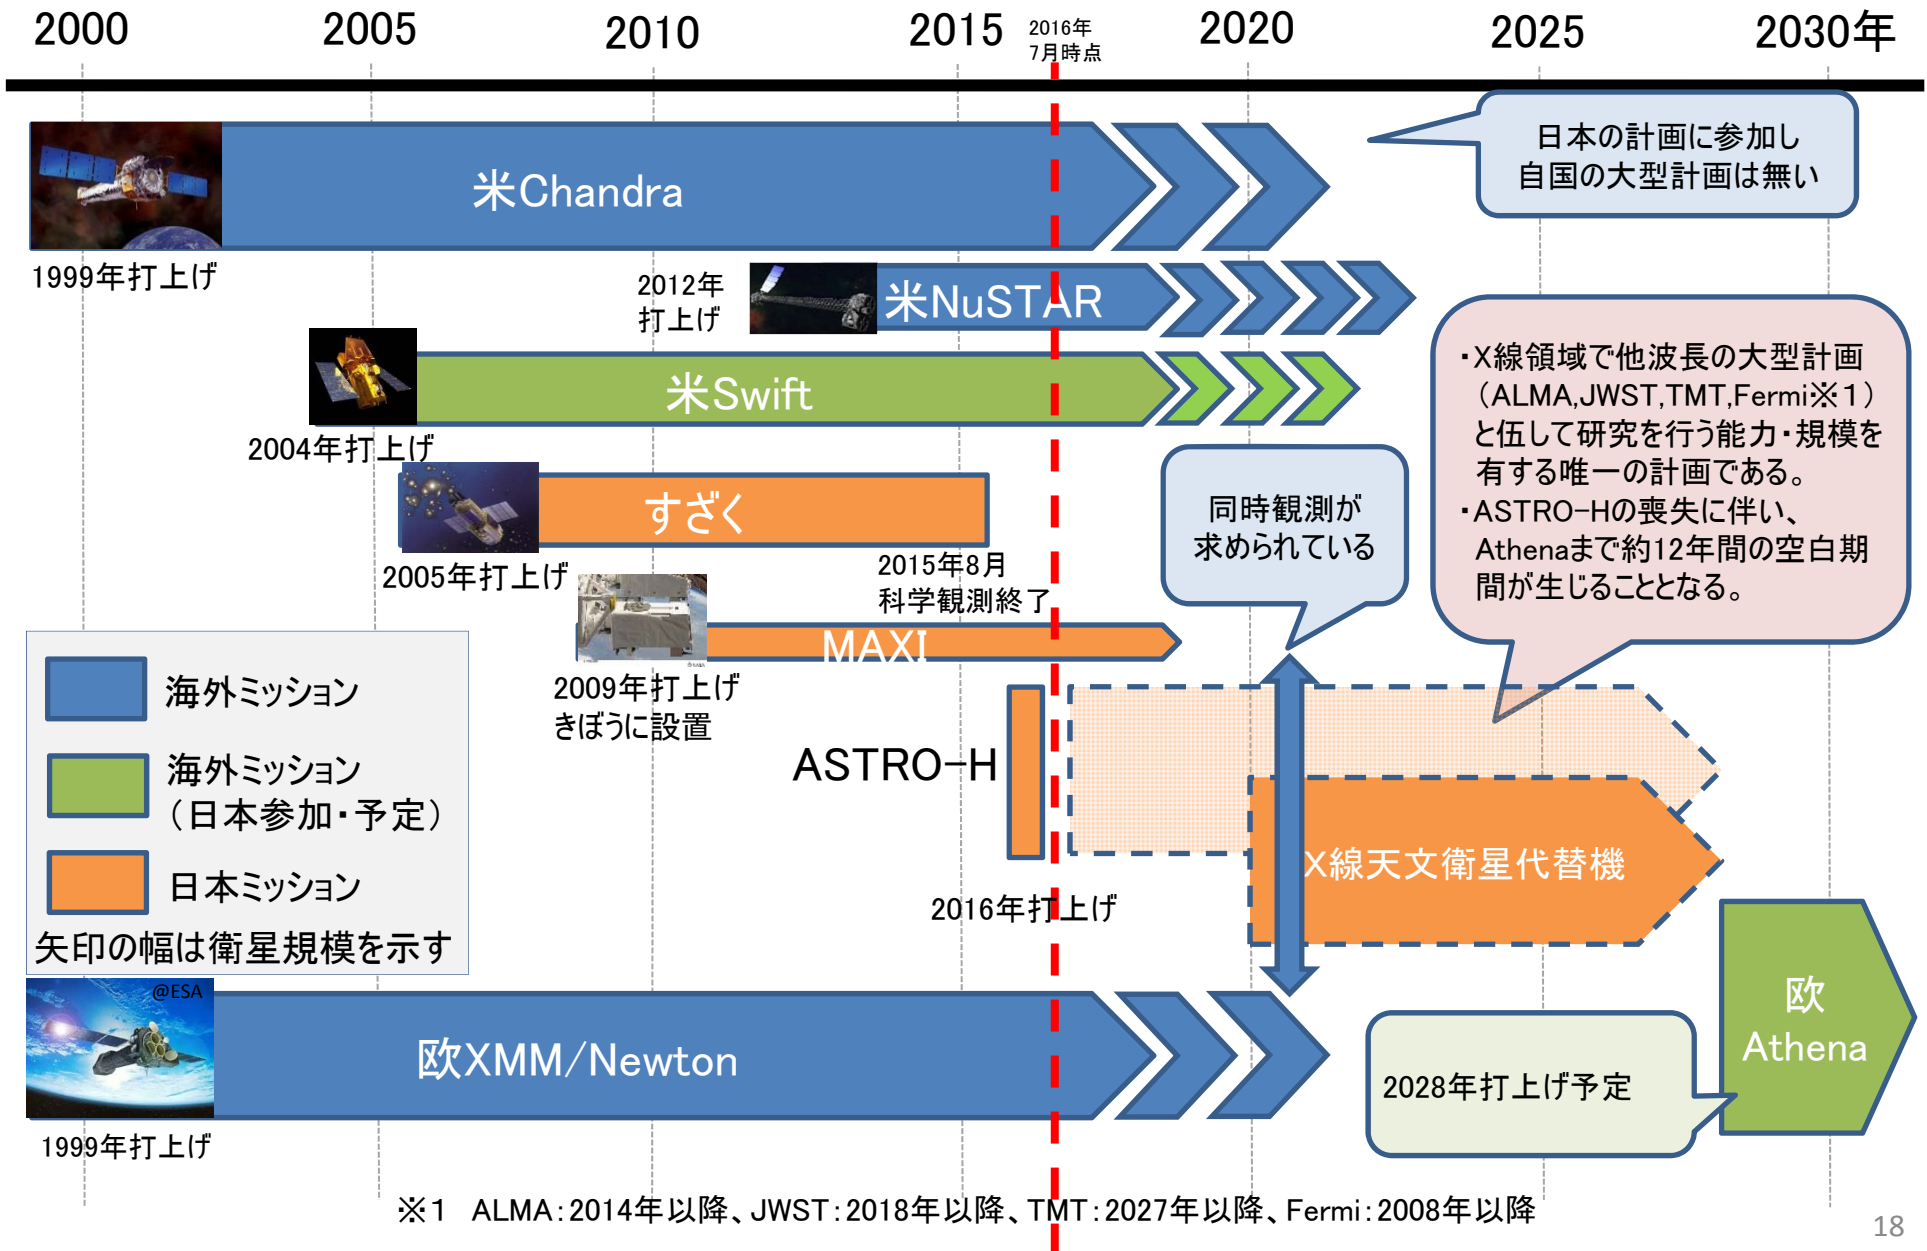 2000
2005
2010
2015
2016年
7月時点
2020
2025
2030年
日本の計画に参加し
自国の大型計画は無い
米Chandra
1999年打上げ
2012年
打上げ
米NuSTAR
米Swift
2004年打上げ
・X線領域で他波長の大型計画
（ALMA,JWST,TMT,Fermi※１）
と伍して研究を行う能力・規模を
有する唯一の計画である。
・ASTRO-Hの喪失に伴い、
Athenaまで約12年間の空白期
間が生じることとなる。
同時観測が
求められている
すざく
2005年打上げ
2015年8月
科学観測終了
MAXI
2009年打上げ
きぼうに設置
海外ミッション
海外ミッション
（日本参加・予定）
日本ミッション
矢印の幅は衛星規模を示す
ASTRO-H
2016年打上げ
X線天文衛星代替機
@ESA
欧XMM/Newton
1999年打上げ
欧
Athena
2028年打上げ予定
※１　ALMA：2014年以降、JWST：2018年以降、TMT：2027年以降、Fermi：2008年以降
18